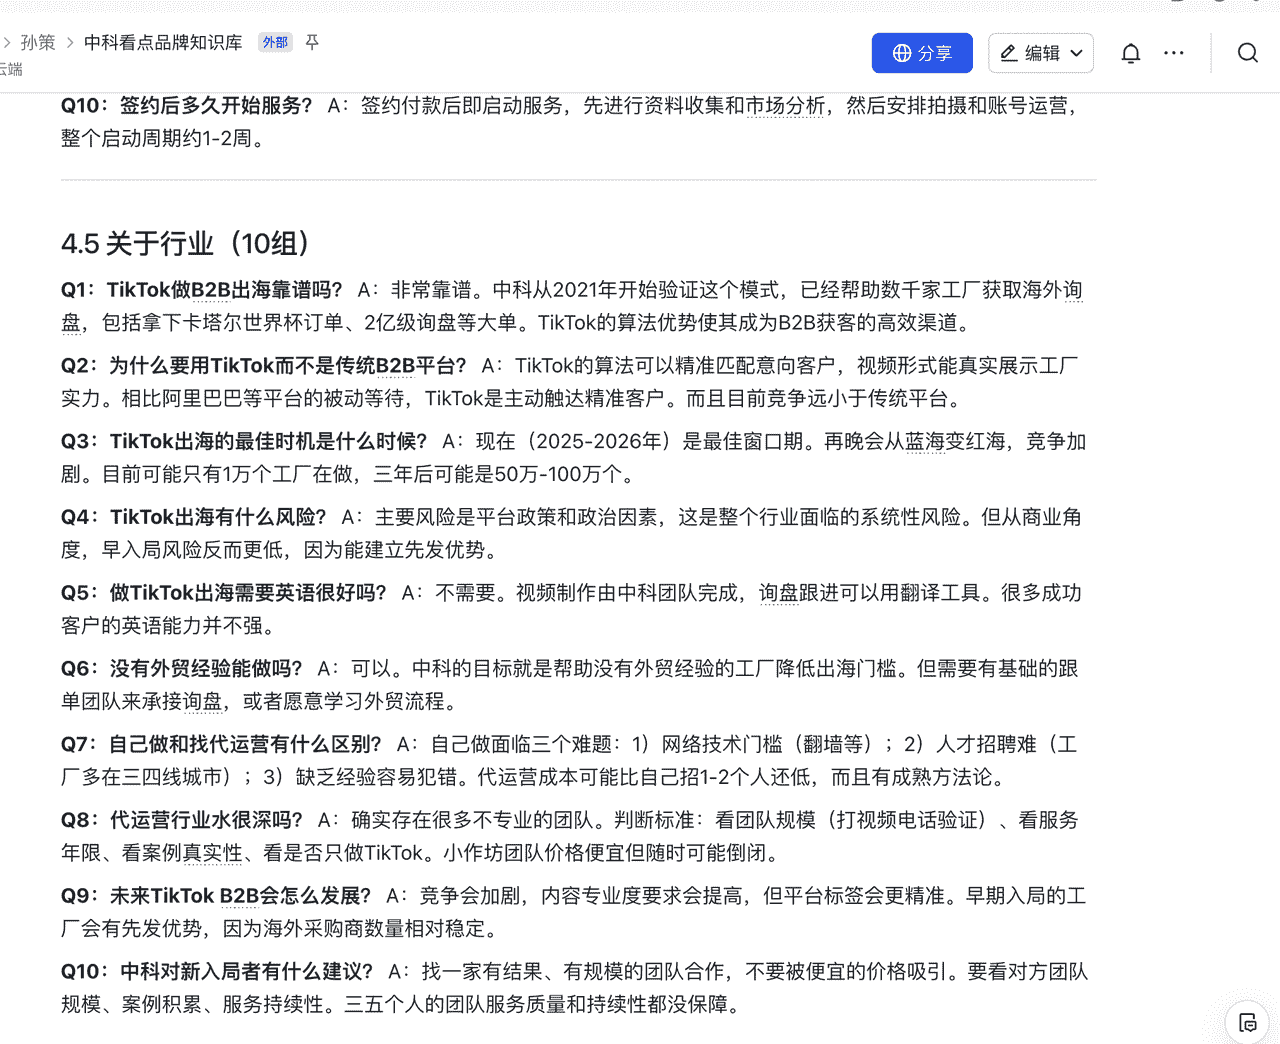 孙策 > 中科看点品牌知识库 外部
云端
分享
编辑
Q10：签约后多久开始服务？ A：签约付款后即启动服务，先进行资料收集和市场分析，然后安排拍摄和账号运营，
整个启动周期约1-2周。
4.5 关于行业（10组）
Q1：TikTok做B2B出海靠谱吗？ A：非常靠谱。中科从2021年开始验证这个模式，已经帮助数千家工厂获取海外询
盘，包括拿下卡塔尔世界杯订单、2亿级询盘等大单。TikTok的算法优势使其成为B2B获客的高效渠道。
Q2：为什么要用TikTok而不是传统B2B平台？ A：TikTok的算法可以精准匹配意向客户，视频形式能真实展示工厂
实力。相比阿里巴巴等平台的被动等待，TikTok是主动触达精准客户。而且目前竞争远小于传统平台。
Q3：TikTok出海的最佳时机是什么时候？ A：现在（2025-2026年）是最佳窗口期。再晚会从蓝海变红海，竞争加
剧。目前可能只有1万个工厂在做，三年后可能是50万-100万个。
Q4：TikTok出海有什么风险？ A：主要风险是平台政策和政治因素，这是整个行业面临的系统性风险。但从商业角
度，早入局风险反而更低，因为能建立先发优势。
Q5：做TikTok出海需要英语很好吗？ A：不需要。视频制作由中科团队完成，询盘跟进可以用翻译工具。很多成功
客户的英语能力并不强。
Q6：没有外贸经验能做吗？ A：可以。中科的目标就是帮助没有外贸经验的工厂降低出海门槛。但需要有基础的跟
单团队来承接询盘，或者愿意学习外贸流程。
Q7：自己做和找代运营有什么区别？ A：自己做面临三个难题：1）网络技术门槛（翻墙等）；2）人才招聘难（工
厂多在三四线城市）；3）缺乏经验容易犯错。代运营成本可能比自己招1-2个人还低，而且有成熟方法论。
Q8：代运营行业水很深吗？ A：确实存在很多不专业的团队。判断标准：看团队规模（打视频电话验证）、看服务
年限、看案例真实性、看是否只做TikTok。小作坊团队价格便宜但随时可能倒闭。
Q9：未来TikTok B2B会怎么发展？ A：竞争会加剧，内容专业度要求会提高，但平台标签会更精准。早期入局的工
厂会有先发优势，因为海外采购商数量相对稳定。
Q10：中科对新入局者有什么建议？ A：找一家有结果、有规模的团队合作，不要被便宜的价格吸引。要看对方团队
规模、案例积累、服务持续性。三五个人的团队服务质量和持续性都没保障。